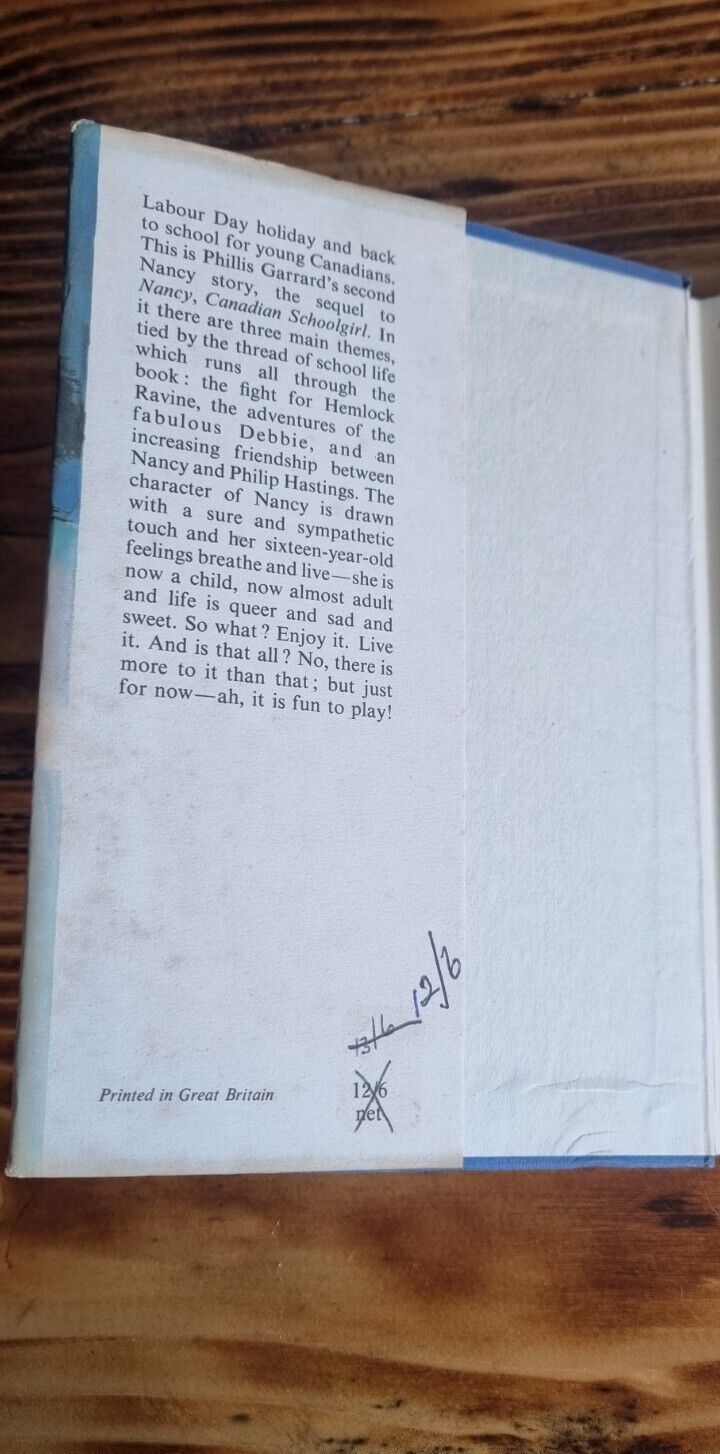 Labour Day holiday and back
to school for young Canadians.
This is Phillis Garrard's second
Nancy story, the sequel to
Nancy, Canadian Schoolgirl. In
it there are three main themes,
tied by the thread of school life
which runs all through the
book: the fight for Hemlock
Ravine, the adventures of the
fabulous Debbie, and an
increasing friendship between
Nancy and Philip Hastings. The
character of Nancy is drawn
with a sure and sympathetic
touch and her sixteen-year-old
feelings breathe and live—she is
now a child, now almost adult
and life is queer and sad and
sweet. So what? Enjoy it. Live
it. And is that all? No, there is
more to it than that; but just
for now—ah, it is fun to play!
12/6
13/6
Printed in Great Britain
12/6
net